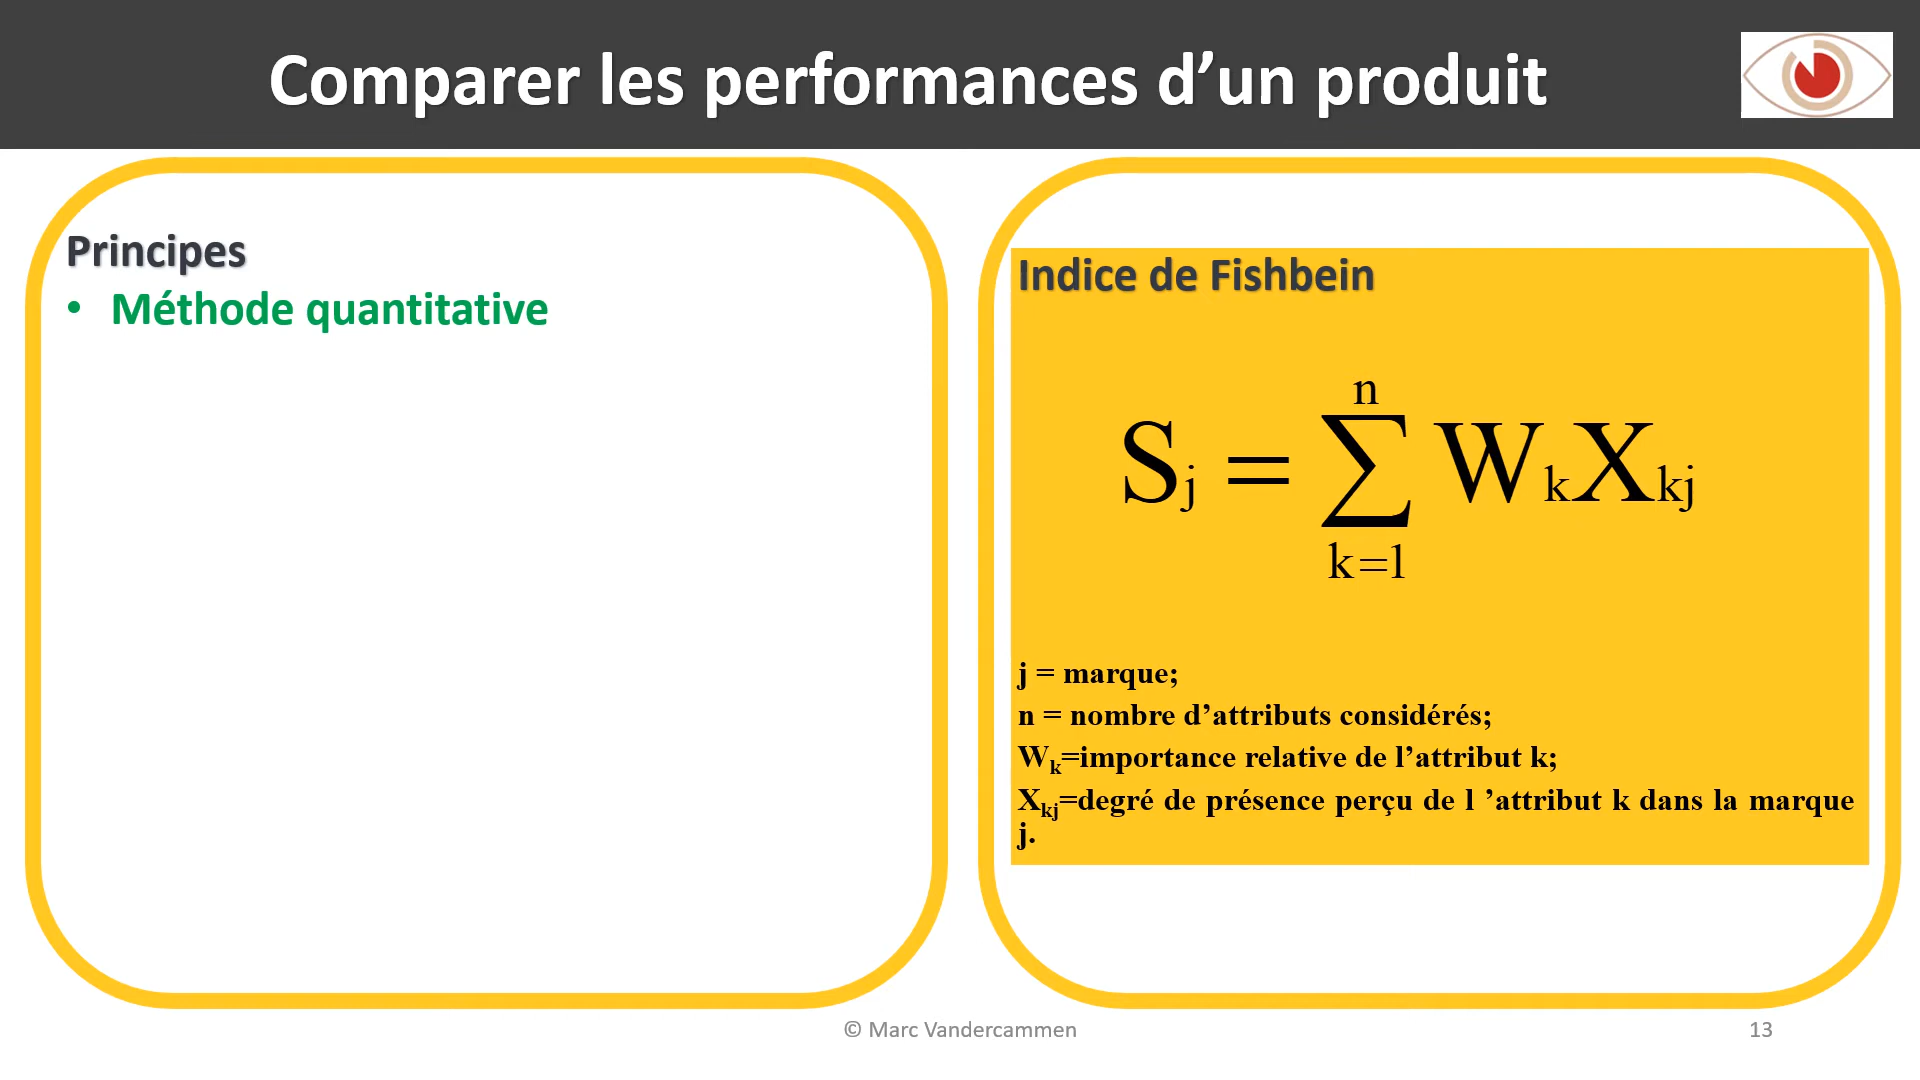 Comparer les performances d’un produit
Principes
• Méthode quantitative
Indice de Fishbein
n
Sj = ∑ WkXkj
k=1
j = marque;
n = nombre d’attributs considérés;
Wk=importance relative de l’attribut k;
Xkj=degré de présence perçu de l ’attribut k dans la marque
j.
© Marc Vandercammen
13